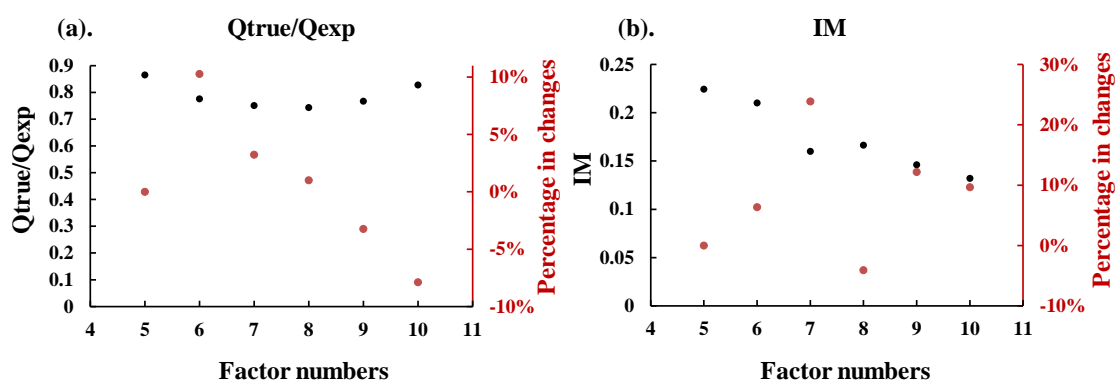 (a). Qtrue/Qexp
Qtrue/Qexp
0.9
0.8
0.7
0.6
0.5
0.4
0.3
0.2
0.1
0
4 5 6 7 8 9 10 11
Factor numbers
10%
5%
0%
-5%
-10%
Percentage in changes
(b). IM
IM
0.25
0.2
0.15
0.1
0.05
0
4 5 6 7 8 9 10 11
Factor numbers
30%
20%
10%
0%
-10%
Percentage in changes